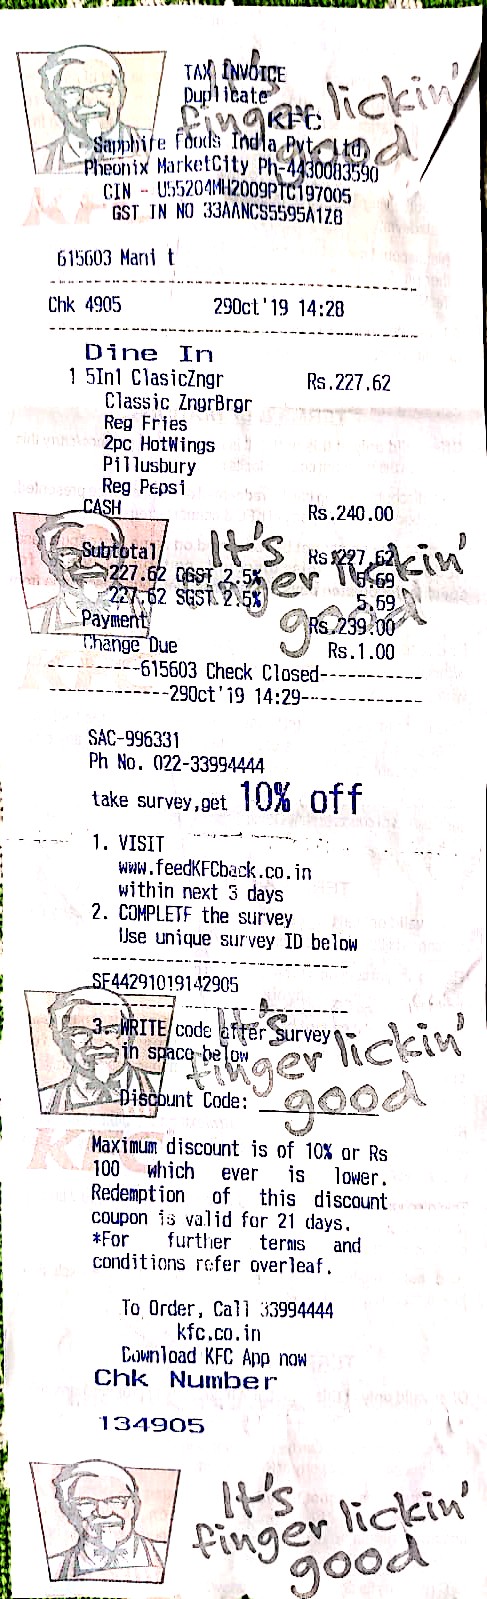 TAX INVOICE
Duplicate
It's
finger lickin'
good
KFC
Sapphire Foods India Pvt. Ltd
Pheonix MarketCity Ph-4430083590
CIN - U55204MH2009PTC197005
GST IN NO 33AANCS5595A1Z8
KFC
615603 Mani t
Chk 4905 29Oct'19 14:28
Dine In
1 5In1 ClasicZngr Rs.227.62
Classic ZngrBrgr
Reg Fries
2pc HotWings
Pillusbury
Reg Pepsi
CASH Rs.240.00
It's
finger lickin'
good
Subtotal Rs.227.62
227.62 CGST 2.5% 5.69
227.62 SGST 2.5% 5.69
Payment Rs.239.00
Change Due Rs.1.00
----------615603 Check Closed-----------
-------------29Oct'19 14:29-------------
SAC-996331
Ph No. 022-33994444
take survey,get 10% off
1. VISIT
www.feedKFCback.co.in
within next 3 days
2. COMPLETE the survey
Use unique survey ID below
SF44291019142905
It's
finger lickin'
good
3. WRITE code after Survey
in space below
Discount Code: ____________
KFC
Maximum discount is of 10% or Rs
100 which ever is lower.
Redemption of this discount
coupon is valid for 21 days.
*For further terms and
conditions refer overleaf.
To Order, Call 33994444
kfc.co.in
Download KFC App now
Chk Number
134905
It's
finger lickin'
good